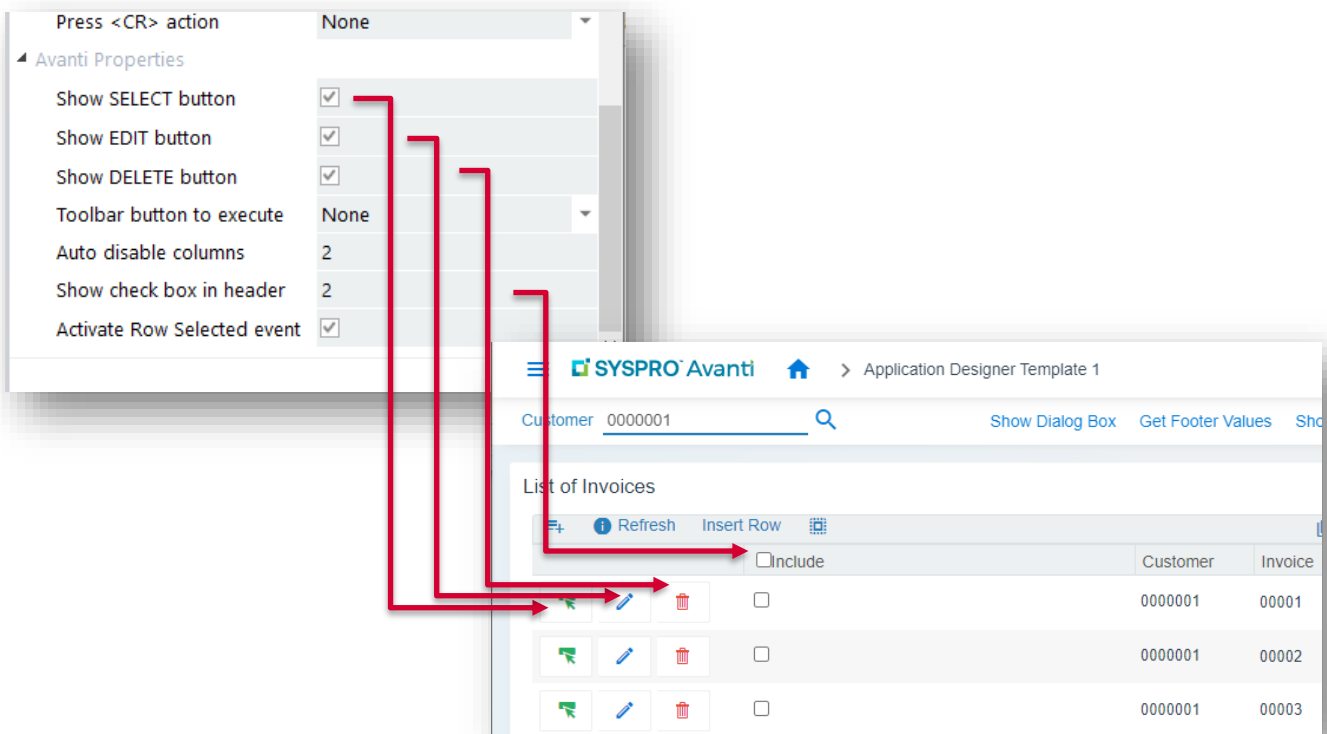 Press <CR> action None
Avanti Properties
Show SELECT button
Show EDIT button
Show DELETE button
Toolbar button to execute None
Auto disable columns 2
Show check box in header 2
Activate Row Selected event
SYSPRO Avanti > Application Designer Template 1
Customer 0000001 Show Dialog Box Get Footer Values Sho
List of Invoices
Refresh Insert Row
Include Customer Invoice
0000001 00001
0000001 00002
0000001 00003